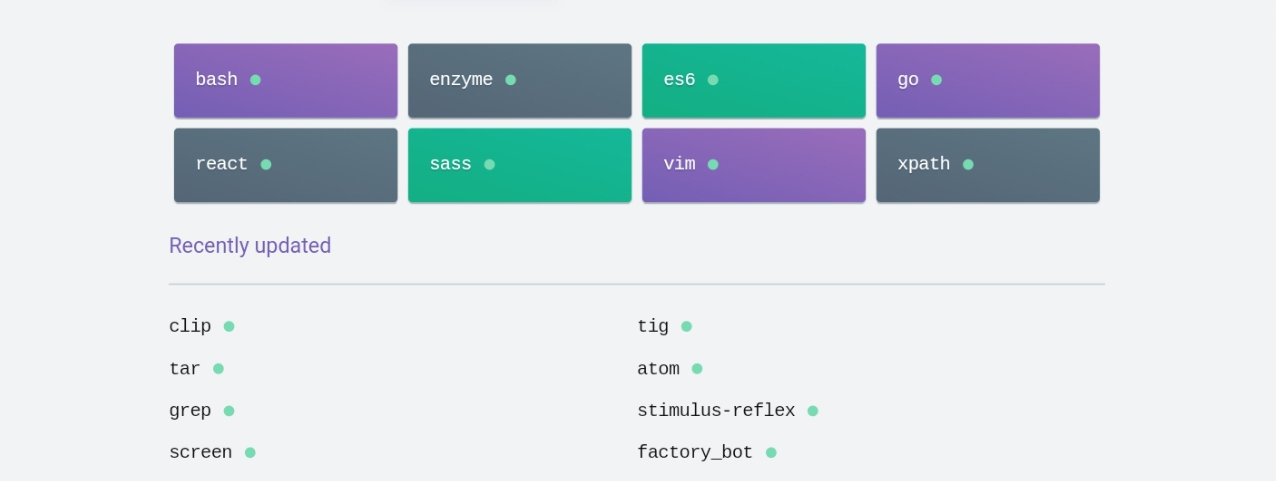 bash
enzyme
es6
go
react
sass
vim
xpath
Recently updated
clip
tig
tar
atom
grep
stimulus-reflex
screen
factory_bot